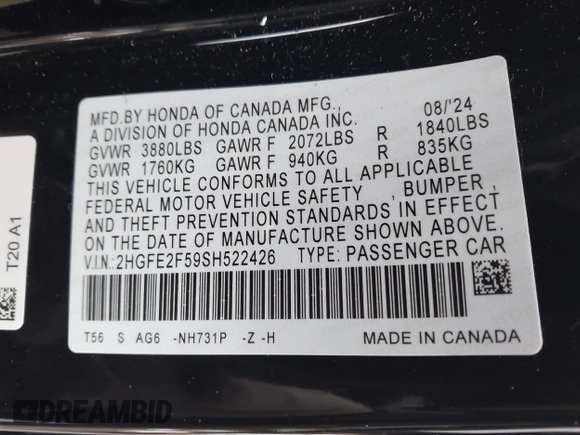 MFD.BY HONDA OF CANADA MFG., 08/'24
A DIVISION OF HONDA CANADA INC.
GVWR 3880LBS GAWR F 2072LBS R 1840LBS
GVWR 1760KG GAWR F 940KG R 835KG
THIS VEHICLE CONFORMS TO ALL APPLICABLE
FEDERAL MOTOR VEHICLE SAFETY , BUMPER ,
AND THEFT PREVENTION STANDARDS IN EFFECT
ON THE DATE OF MANUFACTURE SHOWN ABOVE.
V.I.N:2HGFE2F59SH522426 TYPE: PASSENGER CAR
T56 S AG6 -NH731P -Z -H MADE IN CANADA
T20 A1
DREAMBID